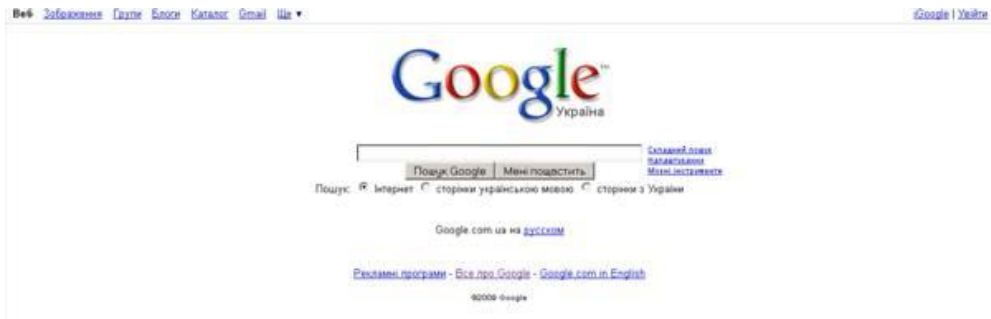 Веб Зображення Групи Блоги Каталог Gmail Ще ▼ iGoogle | Увійти
Google™
Україна
Складний пошук
Налаштування
Мовні інструменти
Пошук Google Мені пощастить
Пошук: Інтернет сторінки українською мовою сторінки з України
Google.com.ua на русском
Рекламні програми - Все про Google - Google.com in English
©2009 Google